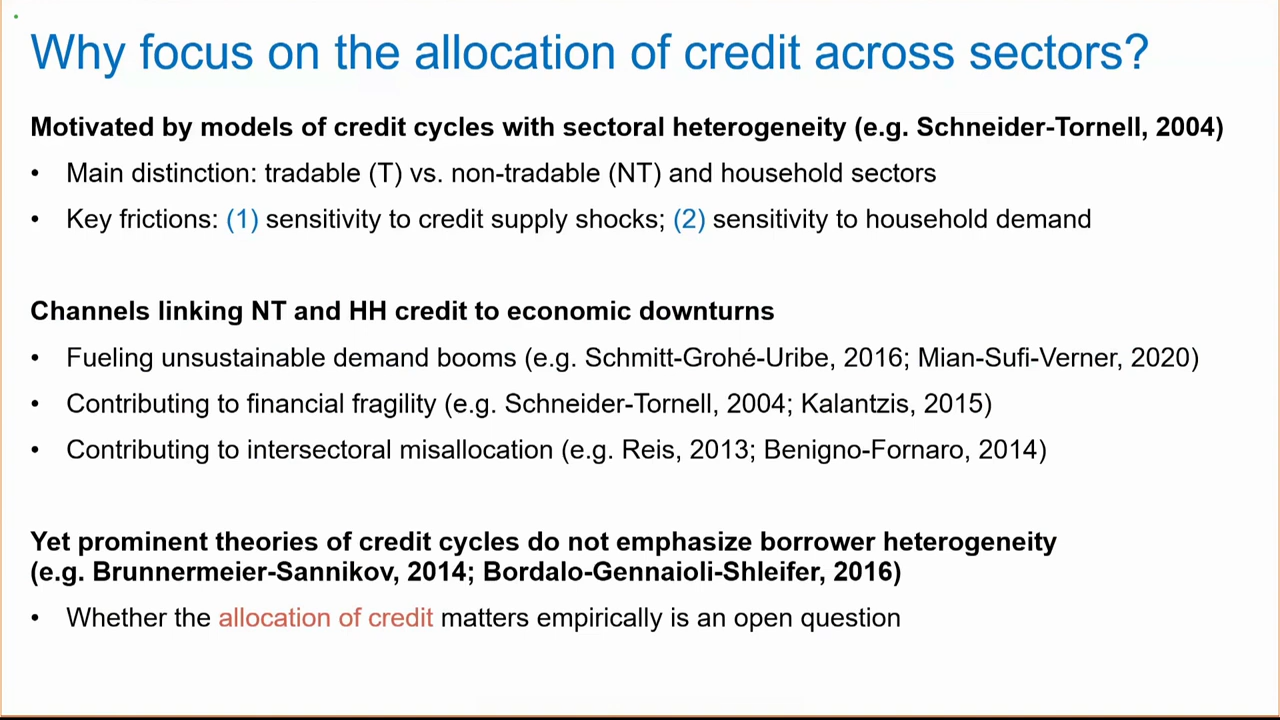 Why focus on the allocation of credit across sectors?
Motivated by models of credit cycles with sectoral heterogeneity (e.g. Schneider-Tornell, 2004)
• Main distinction: tradable (T) vs. non-tradable (NT) and household sectors
• Key frictions: (1) sensitivity to credit supply shocks; (2) sensitivity to household demand
Channels linking NT and HH credit to economic downturns
• Fueling unsustainable demand booms (e.g. Schmitt-Grohé-Uribe, 2016; Mian-Sufi-Verner, 2020)
• Contributing to financial fragility (e.g. Schneider-Tornell, 2004; Kalantzis, 2015)
• Contributing to intersectoral misallocation (e.g. Reis, 2013; Benigno-Fornaro, 2014)
Yet prominent theories of credit cycles do not emphasize borrower heterogeneity
(e.g. Brunnermeier-Sannikov, 2014; Bordalo-Gennaioli-Shleifer, 2016)
• Whether the allocation of credit matters empirically is an open question